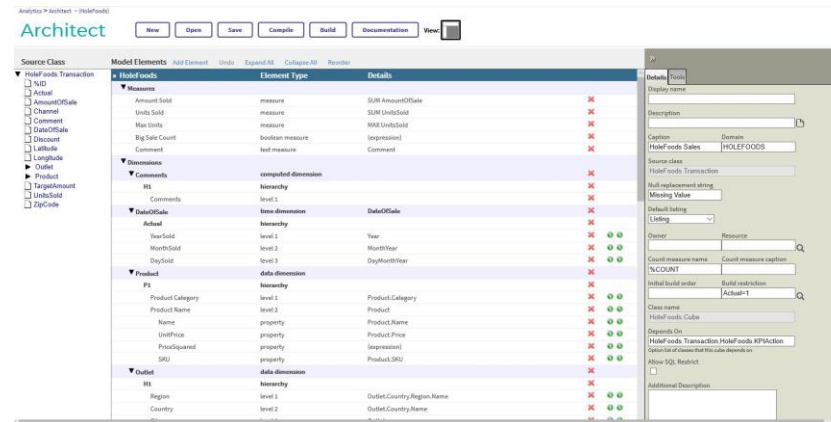 Analytics > Architect - (HoleFoods)
Architect
New Open Save Compile Build Documentation View:
Source Class
HoleFoods.Transaction
%ID
Actual
AmountOfSale
Channel
Comment
DateOfSale
Discount
Latitude
Longitude
Outlet
Product
TargetAmount
UnitsSold
ZipCode
Model Elements Add Element Undo Expand All Collapse All Reorder
HoleFoods Element Type Details
Measures
Amount Sold measure SUM AmountOfSale
Units Sold measure SUM UnitsSold
Max Units measure MAX UnitsSold
Big Sale Count boolean measure (expression)
Comment text measure Comment
Dimensions
Comments computed dimension
H1 hierarchy
Comments level 1
DateOfSale time dimension DateOfSale
Actual hierarchy
YearSold level 1 Year
MonthSold level 2 MonthYear
DaySold level 3 DayMonthYear
Product data dimension
P1 hierarchy
Product Category level 1 Product.Category
Product Name level 2 Product
Name property Product.Name
UnitPrice property Product.Price
PriceSquared property (expression)
SKU property Product.SKU
Outlet data dimension
H1 hierarchy
Region level 1 Outlet.Country.Region.Name
Country level 2 Outlet.Country.Name
Details Tools
Display name
Description
Caption Domain
HoleFoods Sales HOLEFOODS
Source class
HoleFoods.Transaction
Null replacement string
Missing Value
Default listing
Listing
Owner Resource
Count measure name Count measure caption
%COUNT
Initial build order Build restriction
Actual=1
Class name
HoleFoods.Cube
Depends On
HoleFoods.Transaction,HoleFoods.KPIAction
Option list of classes that this cube depends on
Allow SQL Restrict
Additional Description